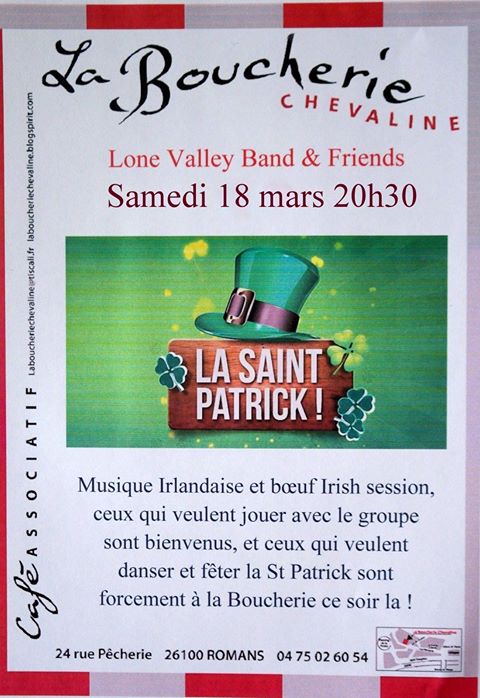 La Boucherie
CHEVALINE
Lone Valley Band & Friends
Samedi 18 mars 20h30
LA SAINT
PATRICK !
Musique Irlandaise et bœuf Irish session,
ceux qui veulent jouer avec le groupe
sont bienvenus, et ceux qui veulent
danser et fêter la St Patrick sont
forcement à la Boucherie ce soir la !
Café ASSOCIATIF
Laboucheriechevaline@tiscali.fr laboucheriechevaline.blogspirit.com
24 rue Pêcherie 26100 ROMANS 04 75 02 60 54